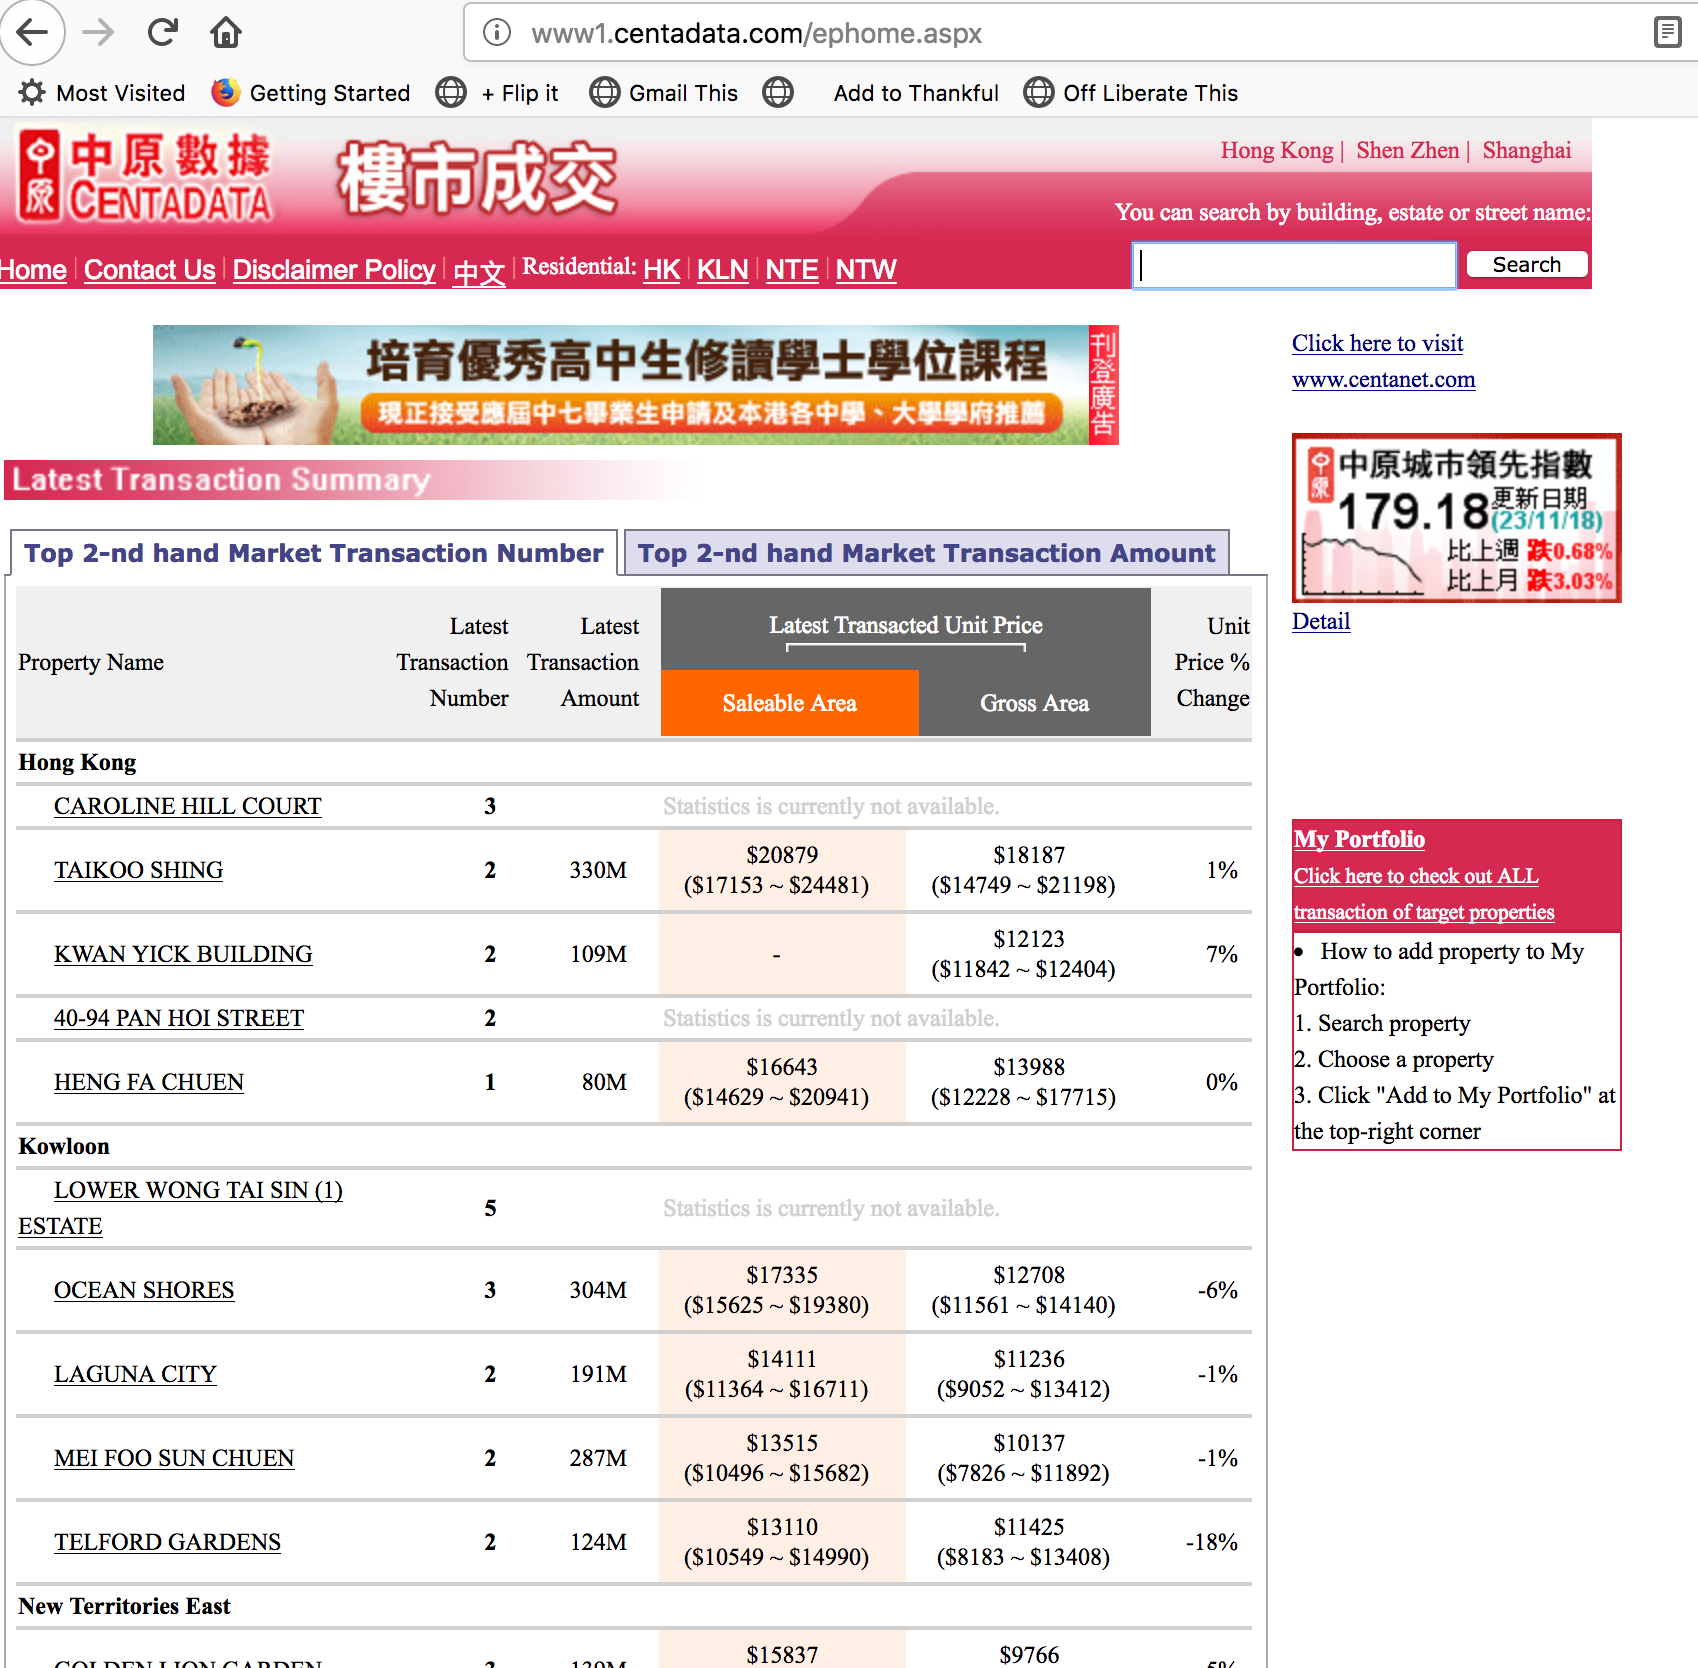 www1.centadata.com/ephome.aspx
Most Visited Getting Started + Flip it Gmail This Add to Thankful Off Liberate This
中原 中原數據 樓市成交
CENTADATA
Hong Kong | Shen Zhen | Shanghai
You can search by building, estate or street name:
Home | Contact Us | Disclaimer Policy | 中文 | Residential: HK | KLN | NTE | NTW
Search
培育優秀高中生修讀學士學位課程
現正接受應屆中七畢業生申請及本港各中學、大學學府推薦
刊登廣告
Click here to visit
www.centanet.com
Latest Transaction Summary
中原 中原城市領先指數
179.18 更新日期
(23/11/18)
比上週 跌0.68%
比上月 跌3.03%
Detail
Top 2-nd hand Market Transaction Number Top 2-nd hand Market Transaction Amount
Property Name
Latest Transaction Number
Latest Transaction Amount
Latest Transacted Unit Price
Saleable Area Gross Area
Unit Price % Change
Hong Kong
CAROLINE HILL COURT 3 Statistics is currently not available.
TAIKOO SHING 2 330M $20879 ($17153 ~ $24481) $18187 ($14749 ~ $21198) 1%
KWAN YICK BUILDING 2 109M - $12123 ($11842 ~ $12404) 7%
40-94 PAN HOI STREET 2 Statistics is currently not available.
HENG FA CHUEN 1 80M $16643 ($14629 ~ $20941) $13988 ($12228 ~ $17715) 0%
Kowloon
LOWER WONG TAI SIN (1) ESTATE 5 Statistics is currently not available.
OCEAN SHORES 3 304M $17335 ($15625 ~ $19380) $12708 ($11561 ~ $14140) -6%
LAGUNA CITY 2 191M $14111 ($11364 ~ $16711) $11236 ($9052 ~ $13412) -1%
MEI FOO SUN CHUEN 2 287M $13515 ($10496 ~ $15682) $10137 ($7826 ~ $11892) -1%
TELFORD GARDENS 2 124M $13110 ($10549 ~ $14990) $11425 ($8183 ~ $13408) -18%
New Territories East
GOLDEN LION GARDEN $15837 $9766
My Portfolio
Click here to check out ALL
transaction of target properties
• How to add property to My
Portfolio:
1. Search property
2. Choose a property
3. Click "Add to My Portfolio" at
the top-right corner